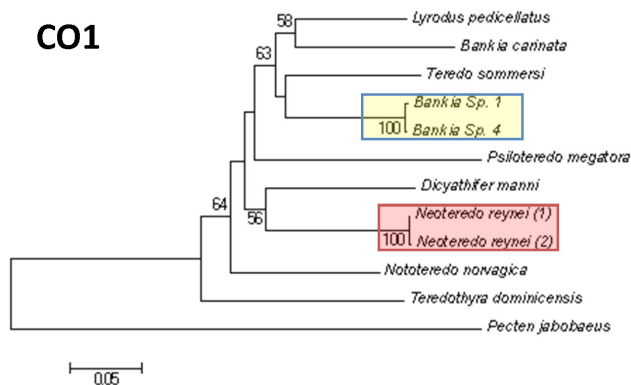 CO1
58
Lyrodus pedicellatus
Bankia carinata
63
Teredo sommersi
Bankia Sp. 1
100
Bankia Sp. 4
Psiloteredo megatora
Dicyathifer manni
64
56
Neoteredo reynei (1)
100
Neoteredo reynei (2)
Nototeredo norvagica
Teredothyra dominicensis
Pecten jabobaeus
0.05